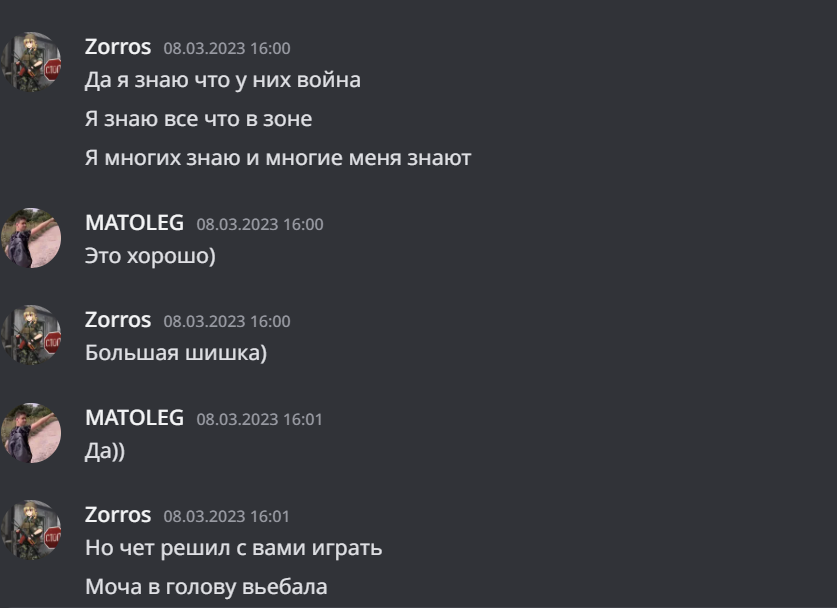 Zorros 08.03.2023 16:00
Да я знаю что у них война
Я знаю все что в зоне
Я многих знаю и многие меня знают
MATOLEG 08.03.2023 16:00
Это хорошо)
Zorros 08.03.2023 16:00
Большая шишка)
MATOLEG 08.03.2023 16:01
Да))
Zorros 08.03.2023 16:01
Но чет решил с вами играть
Моча в голову вьебала